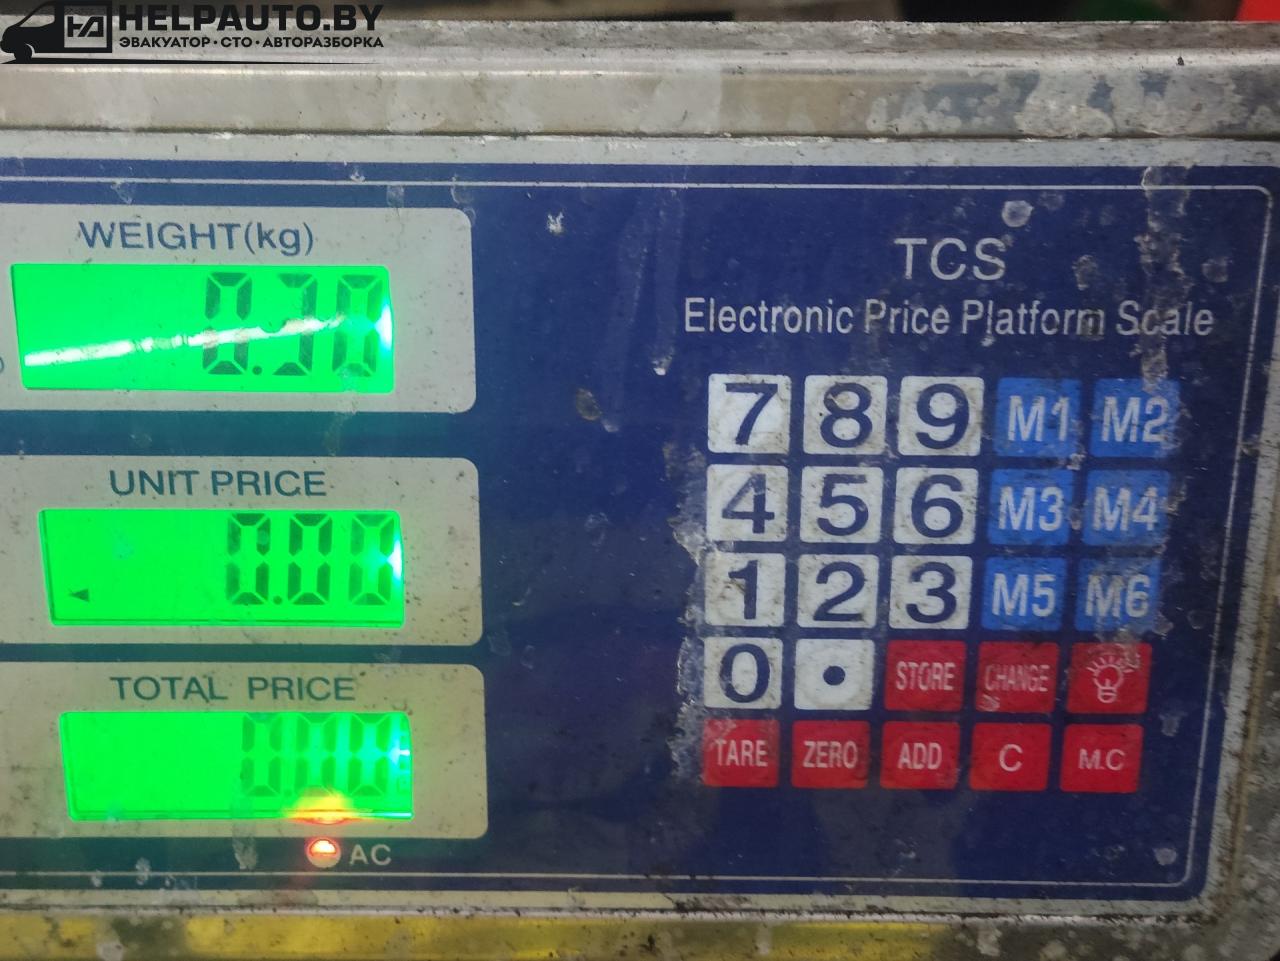 HELPAUTO.BY
ЭВАКУАТОР · СТО · АВТОРАЗБОРКА
WEIGHT(kg)
0.30
UNIT PRICE
0.00
TOTAL PRICE
0.00
AC
TCS
Electronic Price Platform Scale
7 8 9 M1 M2
4 5 6 M3 M4
1 2 3 M5 M6
0 . STORE CHANGE
TARE ZERO ADD C M.C